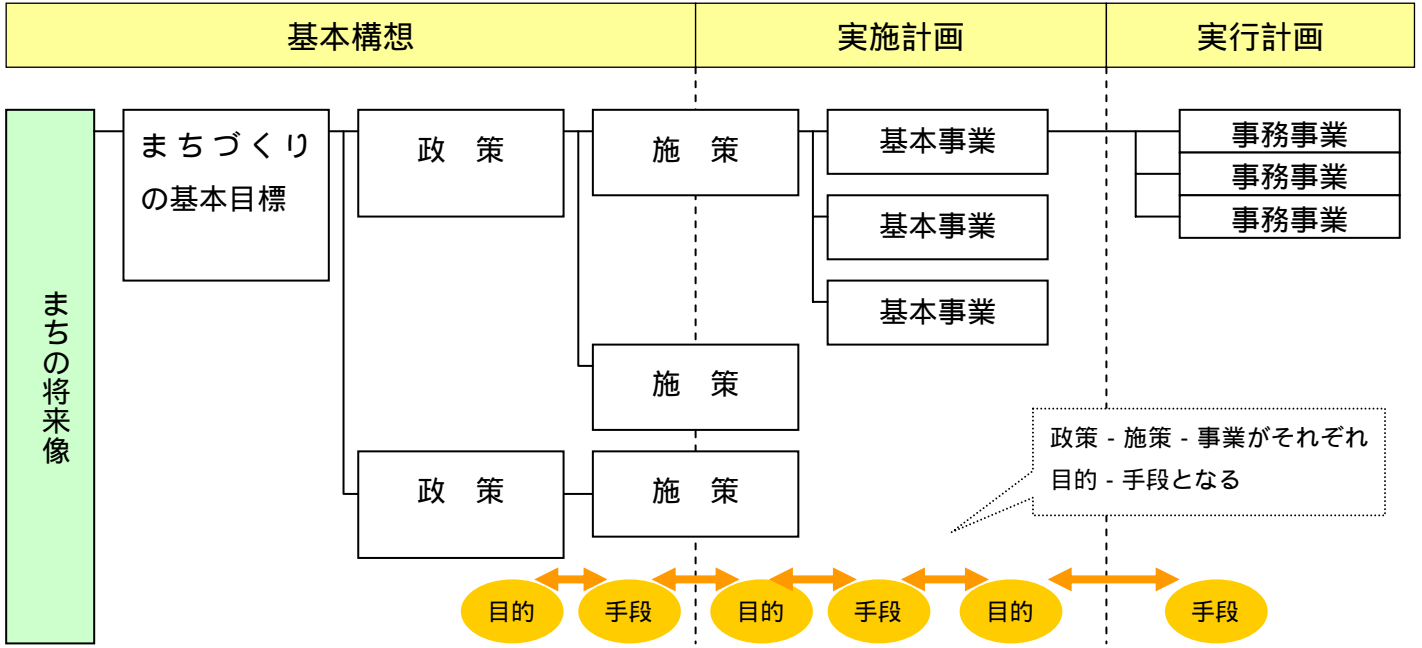 基本構想
実施計画
実行計画
まちの将来像
まちづくり
の基本目標
政　策
施　策
基本事業
事務事業
事務事業
事務事業
基本事業
基本事業
施　策
政　策
施　策
政策 - 施策 - 事業がそれぞれ
目的 - 手段となる
目的
手段
目的
手段
目的
手段